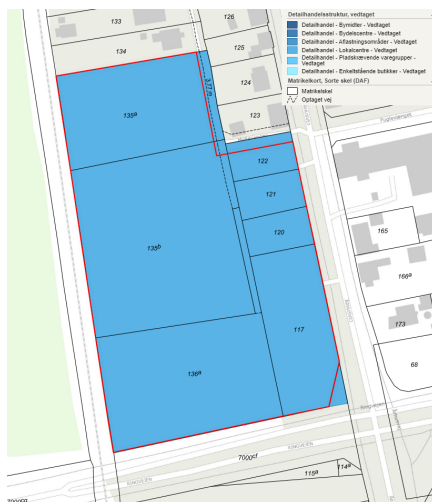 Detailhandelsstruktur, vedtaget
Detailhandel - Bymidter - Vedtaget
Detailhandel - Bydelscentre - Vedtaget
Detailhandel - Aflastningsområder - Vedtaget
Detailhandel - Lokalcentre - Vedtaget
Detailhandel - Pladskrævende varegrupper -
Vedtaget
Detailhandel - Enkeltstående butikker - Vedtaget
Matrikelkort, Sorte skel (DAF)
Matrikelskel
Optaget vej
133
126
134
125
124
123
135a
122
121
120
165
135b
166a
117
173
68
136a
RINGVEJEN
7000cf
114a
115a